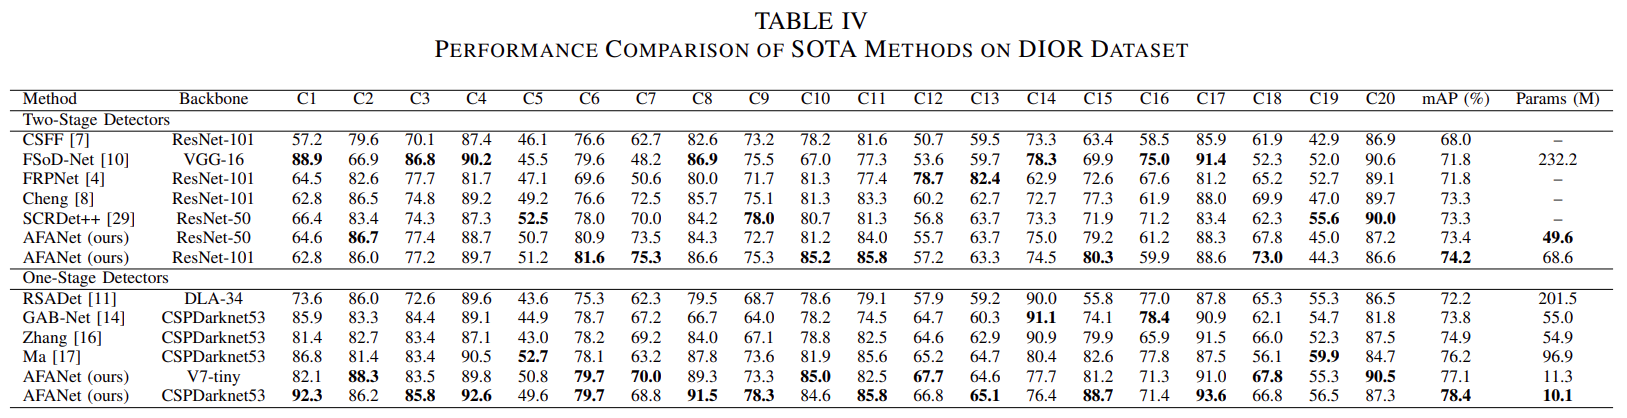 TABLE IV
PERFORMANCE COMPARISON OF SOTA METHODS ON DIOR DATASET
Method Backbone C1 C2 C3 C4 C5 C6 C7 C8 C9 C10 C11 C12 C13 C14 C15 C16 C17 C18 C19 C20 mAP (%) Params (M)
Two-Stage Detectors
CSFF [7] ResNet-101 57.2 79.6 70.1 87.4 46.1 76.6 62.7 82.6 73.2 78.2 81.6 50.7 59.5 73.3 63.4 58.5 85.9 61.9 42.9 86.9 68.0 –
FSoD-Net [10] VGG-16 88.9 66.9 86.8 90.2 45.5 79.6 48.2 86.9 75.5 67.0 77.3 53.6 59.7 78.3 69.9 75.0 91.4 52.3 52.0 90.6 71.8 232.2
FRPNet [4] ResNet-101 64.5 82.6 77.7 81.7 47.1 69.6 50.6 80.0 71.7 81.3 77.4 78.7 82.4 62.9 72.6 67.6 81.2 65.2 52.7 89.1 71.8 –
Cheng [8] ResNet-101 62.8 86.5 74.8 89.2 49.2 76.6 72.5 85.7 75.1 81.3 83.3 60.2 62.7 72.7 77.3 61.9 88.0 69.9 47.0 89.7 73.3 –
SCRDet++ [29] ResNet-50 66.4 83.4 74.3 87.3 52.5 78.0 70.0 84.2 78.0 80.7 81.3 56.8 63.7 73.3 71.9 71.2 83.4 62.3 55.6 90.0 73.3 –
AFANet (ours) ResNet-50 64.6 86.7 77.4 88.7 50.7 80.9 73.5 84.3 72.7 81.2 84.0 55.7 63.7 75.0 79.2 61.2 88.3 67.8 45.0 87.2 73.4 49.6
AFANet (ours) ResNet-101 62.8 86.0 77.2 89.7 51.2 81.6 75.3 86.6 75.3 85.2 85.8 57.2 63.3 74.5 80.3 59.9 88.6 73.0 44.3 86.6 74.2 68.6
One-Stage Detectors
RSADet [11] DLA-34 73.6 86.0 72.6 89.6 43.6 75.3 62.3 79.5 68.7 78.6 79.1 57.9 59.2 90.0 55.8 77.0 87.8 65.3 55.3 86.5 72.2 201.5
GAB-Net [14] CSPDarknet53 85.9 83.3 84.4 89.1 44.9 78.7 67.2 66.7 64.0 78.2 74.5 64.7 60.3 91.1 74.1 78.4 90.9 62.1 54.7 81.8 73.8 55.0
Zhang [16] CSPDarknet53 81.4 82.7 83.4 87.1 43.0 78.2 69.2 84.0 67.1 78.8 82.5 64.6 62.9 90.9 79.9 65.9 91.5 66.0 52.3 87.5 74.9 54.9
Ma [17] CSPDarknet53 86.8 81.4 83.4 90.5 52.7 78.1 63.2 87.8 73.6 81.9 85.6 65.2 64.7 80.4 82.6 77.8 87.5 56.1 59.9 84.7 76.2 96.9
AFANet (ours) V7-tiny 82.1 88.3 83.5 89.8 50.8 79.7 70.0 89.3 73.3 85.0 82.5 67.7 64.6 77.7 81.2 71.3 91.0 67.8 55.3 90.5 77.1 11.3
AFANet (ours) CSPDarknet53 92.3 86.2 85.8 92.6 49.6 79.7 68.8 91.5 78.3 84.6 85.8 66.8 65.1 76.4 88.7 71.4 93.6 66.8 56.5 87.3 78.4 10.1